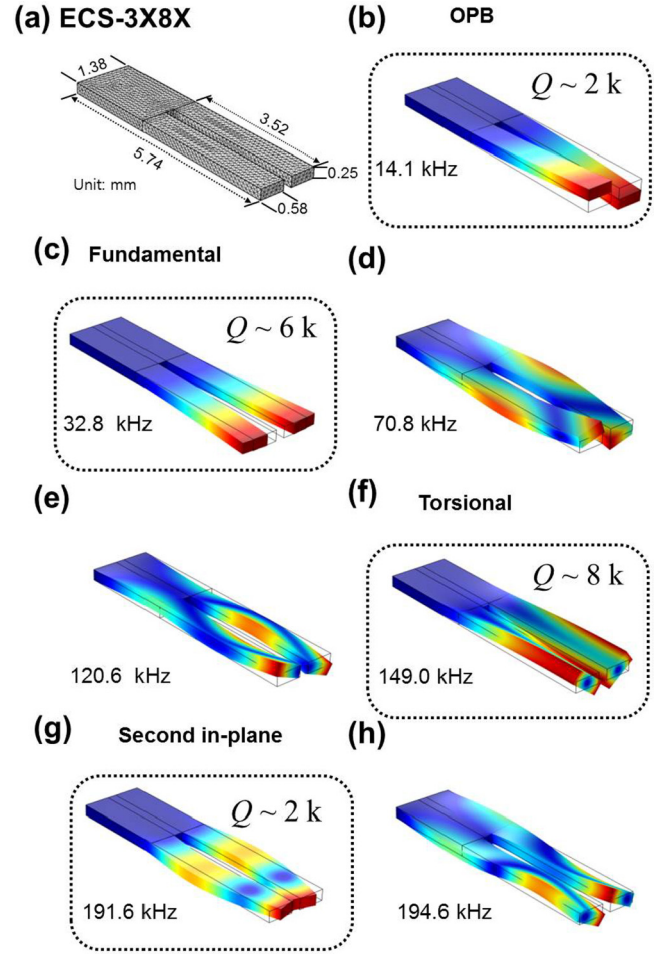 (a) ECS-3X8X
1.38
3.52
5.74
0.25
0.58
Unit: mm
(b) OPB
Q ~ 2 k
14.1 kHz
(c) Fundamental
Q ~ 6 k
32.8 kHz
(d)
70.8 kHz
(e)
120.6 kHz
(f) Torsional
Q ~ 8 k
149.0 kHz
(g) Second in-plane
Q ~ 2 k
191.6 kHz
(h)
194.6 kHz